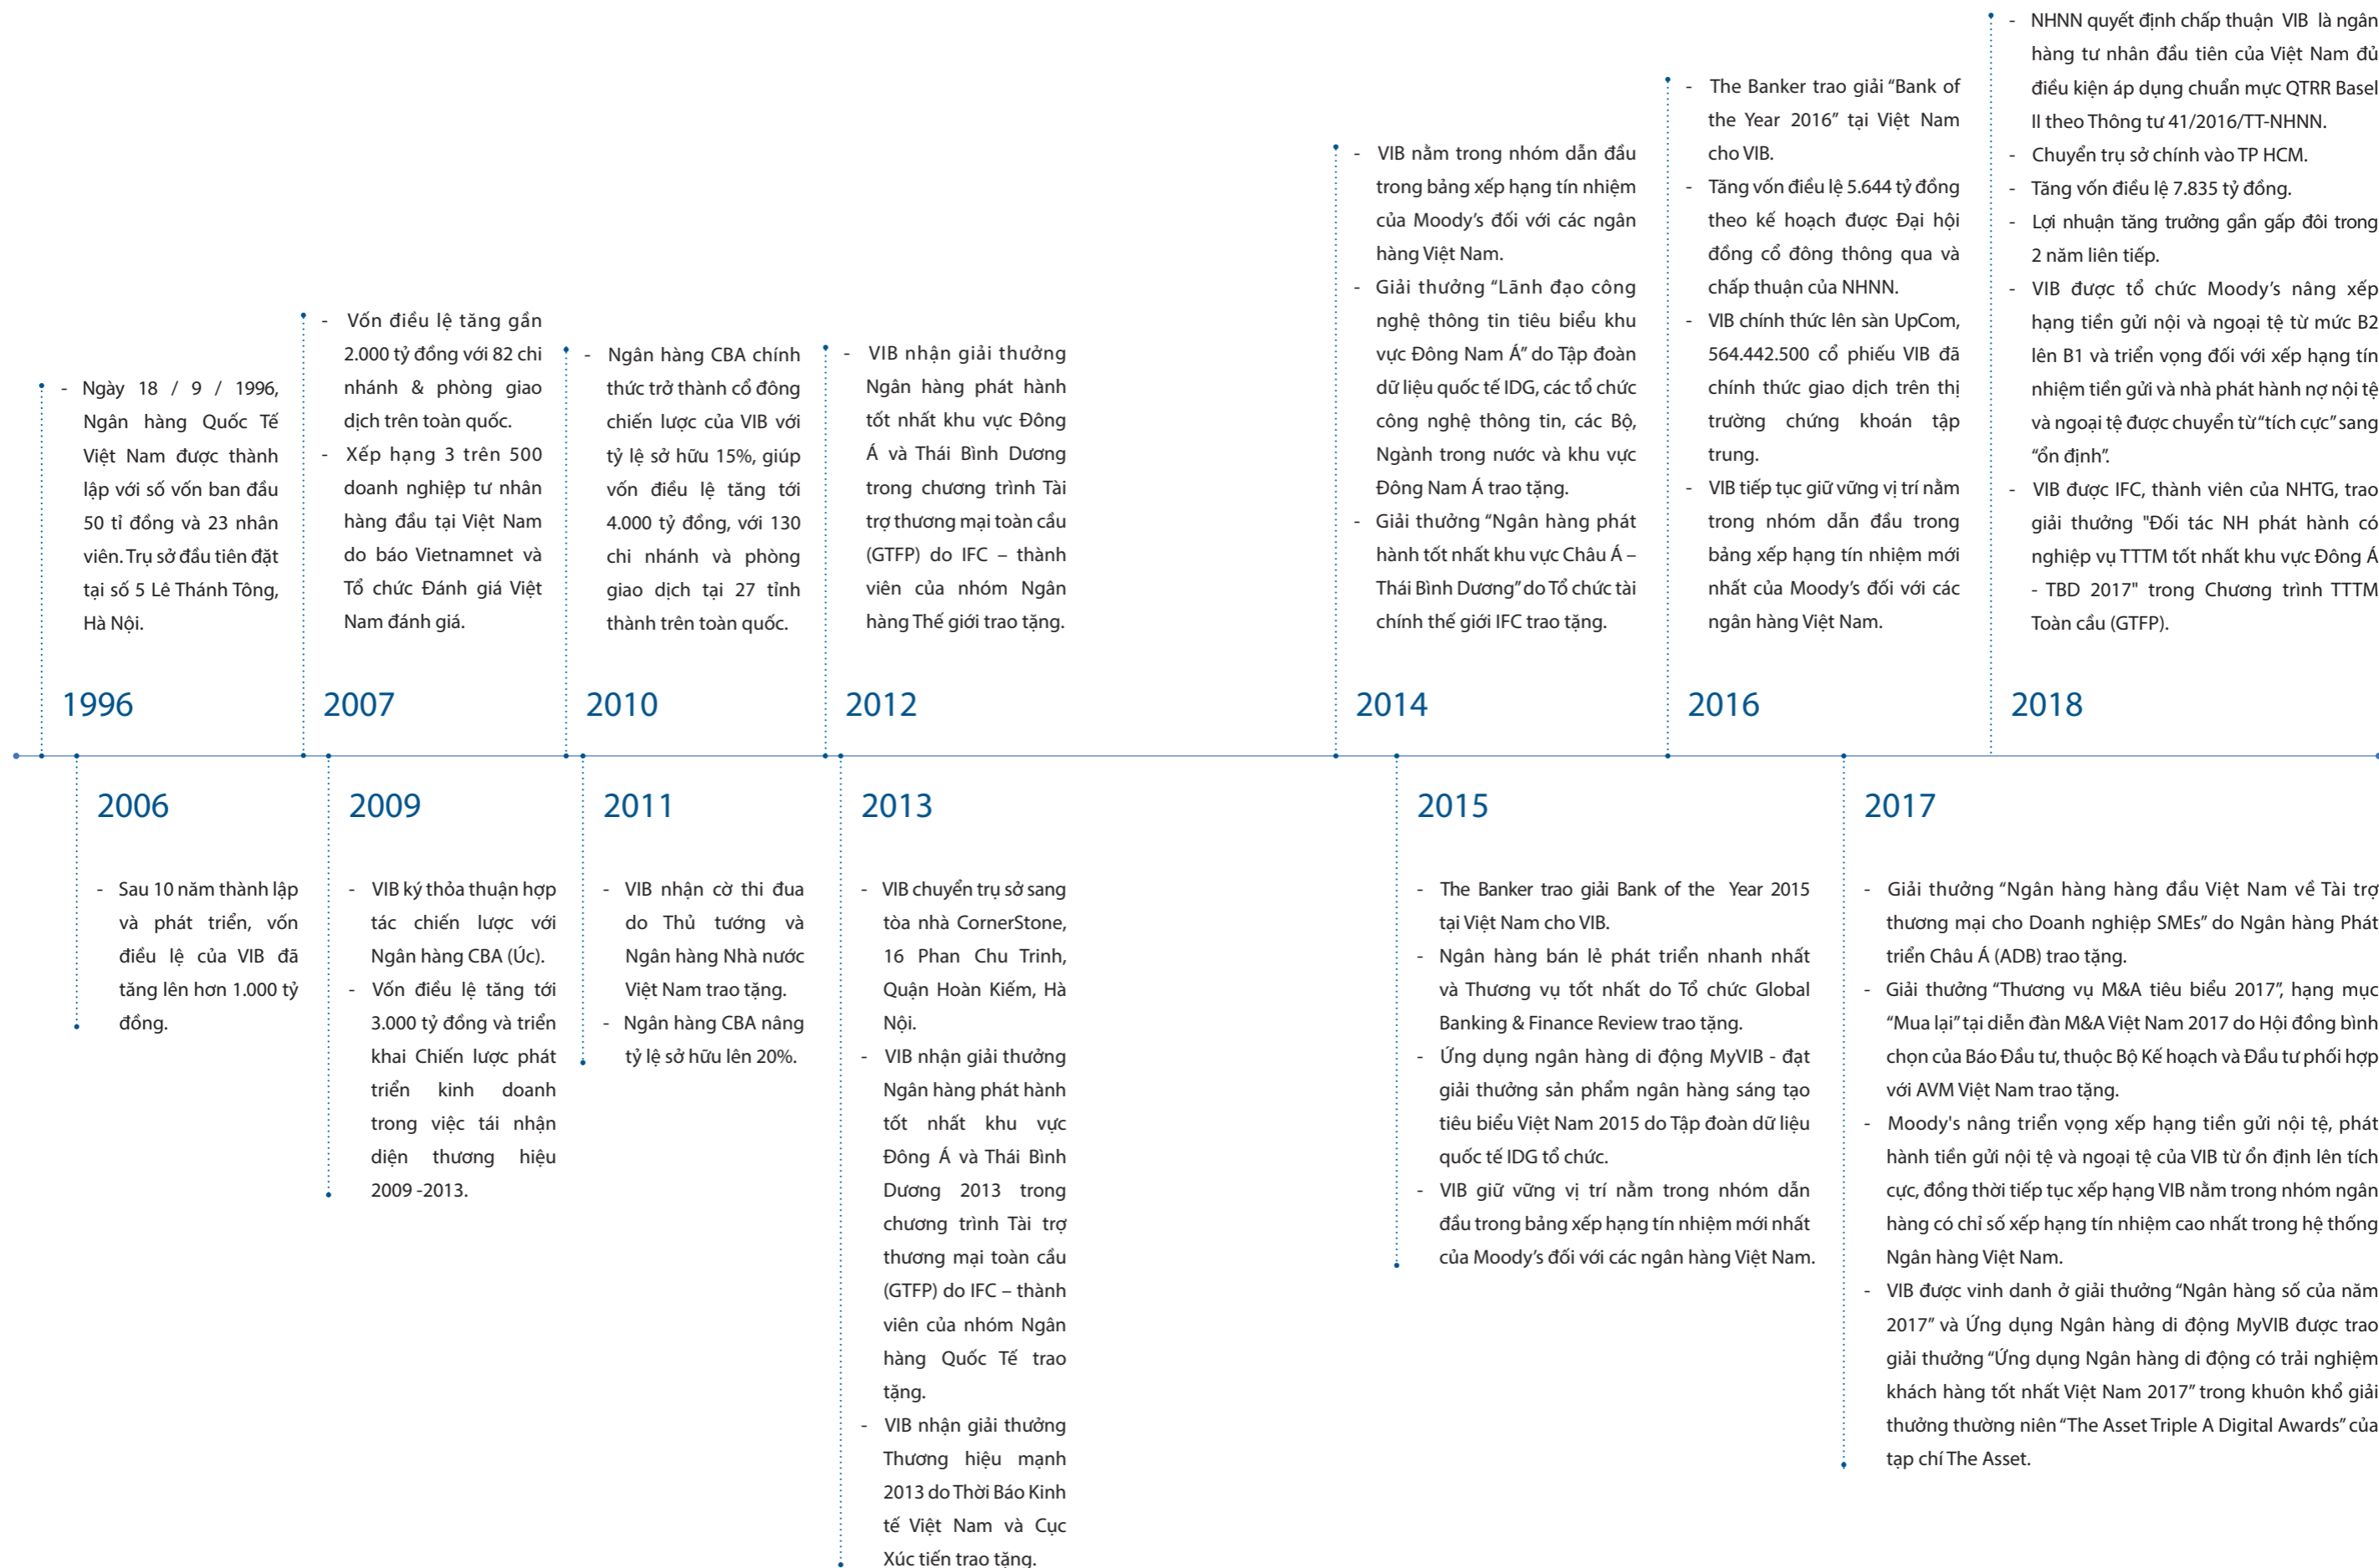 - Ngày 18 / 9 / 1996,
Ngân hàng Quốc Tế
Việt Nam được thành
lập với số vốn ban đầu
50 tỉ đồng và 23 nhân
viên. Trụ sở đầu tiên đặt
tại số 5 Lê Thánh Tông,
Hà Nội.
1996
2006
- Sau 10 năm thành lập
và phát triển, vốn
điều lệ của VIB đã
tăng lên hơn 1.000 tỷ
đồng.
- Vốn điều lệ tăng gần
2.000 tỷ đồng với 82 chi
nhánh & phòng giao
dịch trên toàn quốc.
- Xếp hạng 3 trên 500
doanh nghiệp tư nhân
hàng đầu tại Việt Nam
do báo Vietnamnet và
Tổ chức Đánh giá Việt
Nam đánh giá.
2007
2009
- VIB ký thỏa thuận hợp
tác chiến lược với
Ngân hàng CBA (Úc).
- Vốn điều lệ tăng tới
3.000 tỷ đồng và triển
khai Chiến lược phát
triển kinh doanh
trong việc tái nhận
diện thương hiệu
2009 -2013.
- Ngân hàng CBA chính
thức trở thành cổ đông
chiến lược của VIB với
tỷ lệ sở hữu 15%, giúp
vốn điều lệ tăng tới
4.000 tỷ đồng, với 130
chi nhánh và phòng
giao dịch tại 27 tỉnh
thành trên toàn quốc.
2010
2011
- VIB nhận cờ thi đua
do Thủ tướng và
Ngân hàng Nhà nước
Việt Nam trao tặng.
- Ngân hàng CBA nâng
tỷ lệ sở hữu lên 20%.
- VIB nhận giải thưởng
Ngân hàng phát hành
tốt nhất khu vực Đông
Á và Thái Bình Dương
trong chương trình Tài
trợ thương mại toàn cầu
(GTFP) do IFC – thành
viên của nhóm Ngân
hàng Thế giới trao tặng.
2012
2013
- VIB chuyển trụ sở sang
tòa nhà CornerStone,
16 Phan Chu Trinh,
Quận Hoàn Kiếm, Hà
Nội.
- VIB nhận giải thưởng
Ngân hàng phát hành
tốt nhất khu vực
Đông Á và Thái Bình
Dương 2013 trong
chương trình Tài trợ
thương mại toàn cầu
(GTFP) do IFC – thành
viên của nhóm Ngân
hàng Quốc Tế trao
tặng.
- VIB nhận giải thưởng
Thương hiệu mạnh
2013 do Thời Báo Kinh
tế Việt Nam và Cục
Xúc tiến trao tặng.
- VIB nằm trong nhóm dẫn đầu
trong bảng xếp hạng tín nhiệm
của Moody’s đối với các ngân
hàng Việt Nam.
- Giải thưởng “Lãnh đạo công
nghệ thông tin tiêu biểu khu
vực Đông Nam Á” do Tập đoàn
dữ liệu quốc tế IDG, các tổ chức
công nghệ thông tin, các Bộ,
Ngành trong nước và khu vực
Đông Nam Á trao tặng.
- Giải thưởng “Ngân hàng phát
hành tốt nhất khu vực Châu Á –
Thái Bình Dương” do Tổ chức tài
chính thế giới IFC trao tặng.
2014
2015
- The Banker trao giải Bank of the Year 2015
tại Việt Nam cho VIB.
- Ngân hàng bán lẻ phát triển nhanh nhất
và Thương vụ tốt nhất do Tổ chức Global
Banking & Finance Review trao tặng.
- Ứng dụng ngân hàng di động MyVIB - đạt
giải thưởng sản phẩm ngân hàng sáng tạo
tiêu biểu Việt Nam 2015 do Tập đoàn dữ liệu
quốc tế IDG tổ chức.
- VIB giữ vững vị trí nằm trong nhóm dẫn
đầu trong bảng xếp hạng tín nhiệm mới nhất
của Moody’s đối với các ngân hàng Việt Nam.
- The Banker trao giải “Bank of
the Year 2016” tại Việt Nam
cho VIB.
- Tăng vốn điều lệ 5.644 tỷ đồng
theo kế hoạch được Đại hội
đồng cổ đông thông qua và
chấp thuận của NHNN.
- VIB chính thức lên sàn UpCom,
564.442.500 cổ phiếu VIB đã
chính thức giao dịch trên thị
trường chứng khoán tập
trung.
- VIB tiếp tục giữ vững vị trí nằm
trong nhóm dẫn đầu trong
bảng xếp hạng tín nhiệm mới
nhất của Moody’s đối với các
ngân hàng Việt Nam.
2016
2017
- Giải thưởng “Ngân hàng hàng đầu Việt Nam về Tài trợ
thương mại cho Doanh nghiệp SMEs” do Ngân hàng Phát
triển Châu Á (ADB) trao tặng.
- Giải thưởng “Thương vụ M&A tiêu biểu 2017”, hạng mục
“Mua lại” tại diễn đàn M&A Việt Nam 2017 do Hội đồng bình
chọn của Báo Đầu tư, thuộc Bộ Kế hoạch và Đầu tư phối hợp
với AVM Việt Nam trao tặng.
- Moody's nâng triển vọng xếp hạng tiền gửi nội tệ, phát
hành tiền gửi nội tệ và ngoại tệ của VIB từ ổn định lên tích
cực, đồng thời tiếp tục xếp hạng VIB nằm trong nhóm ngân
hàng có chỉ số xếp hạng tín nhiệm cao nhất trong hệ thống
Ngân hàng Việt Nam.
- VIB được vinh danh ở giải thưởng “Ngân hàng số của năm
2017” và Ứng dụng Ngân hàng di động MyVIB được trao
giải thưởng “Ứng dụng Ngân hàng di động có trải nghiệm
khách hàng tốt nhất Việt Nam 2017” trong khuôn khổ giải
thưởng thường niên “The Asset Triple A Digital Awards” của
tạp chí The Asset.
- NHNN quyết định chấp thuận VIB là ngân
hàng tư nhân đầu tiên của Việt Nam đủ
điều kiện áp dụng chuẩn mực QTRR Basel
II theo Thông tư 41/2016/TT-NHNN.
- Chuyển trụ sở chính vào TP HCM.
- Tăng vốn điều lệ 7.835 tỷ đồng.
- Lợi nhuận tăng trưởng gần gấp đôi trong
2 năm liên tiếp.
- VIB được tổ chức Moody’s nâng xếp
hạng tiền gửi nội và ngoại tệ từ mức B2
lên B1 và triển vọng đối với xếp hạng tín
nhiệm tiền gửi và nhà phát hành nợ nội tệ
và ngoại tệ được chuyển từ “tích cực” sang
“ổn định”.
- VIB được IFC, thành viên của NHTG, trao
giải thưởng "Đối tác NH phát hành có
nghiệp vụ TTTM tốt nhất khu vực Đông Á
- TBD 2017" trong Chương trình TTTM
Toàn cầu (GTFP).
2018